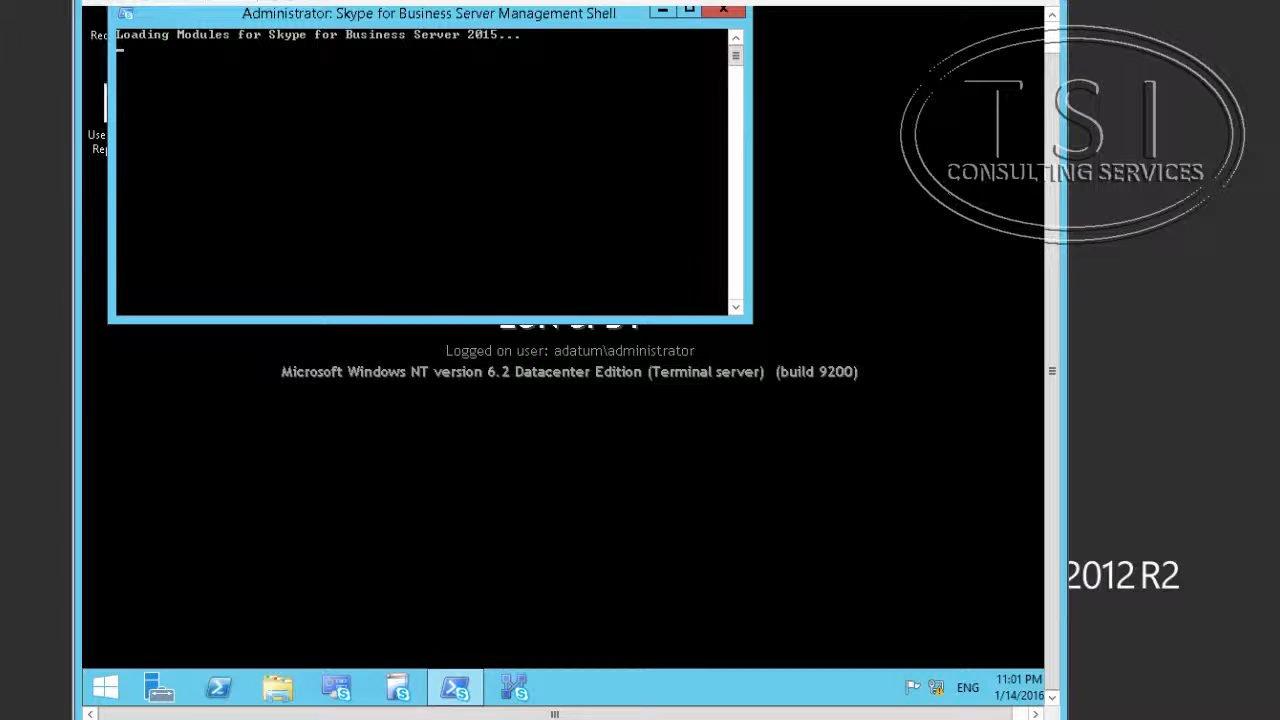 Administrator: Skype for Business Server Management Shell
Loading Modules for Skype for Business Server 2015...
T S I
CONSULTING SERVICES
Logged on user: adatum\administrator
Microsoft Windows NT version 6.2 Datacenter Edition (Terminal server) (build 9200)
2012 R2
ENG
11:01 PM
1/14/2016